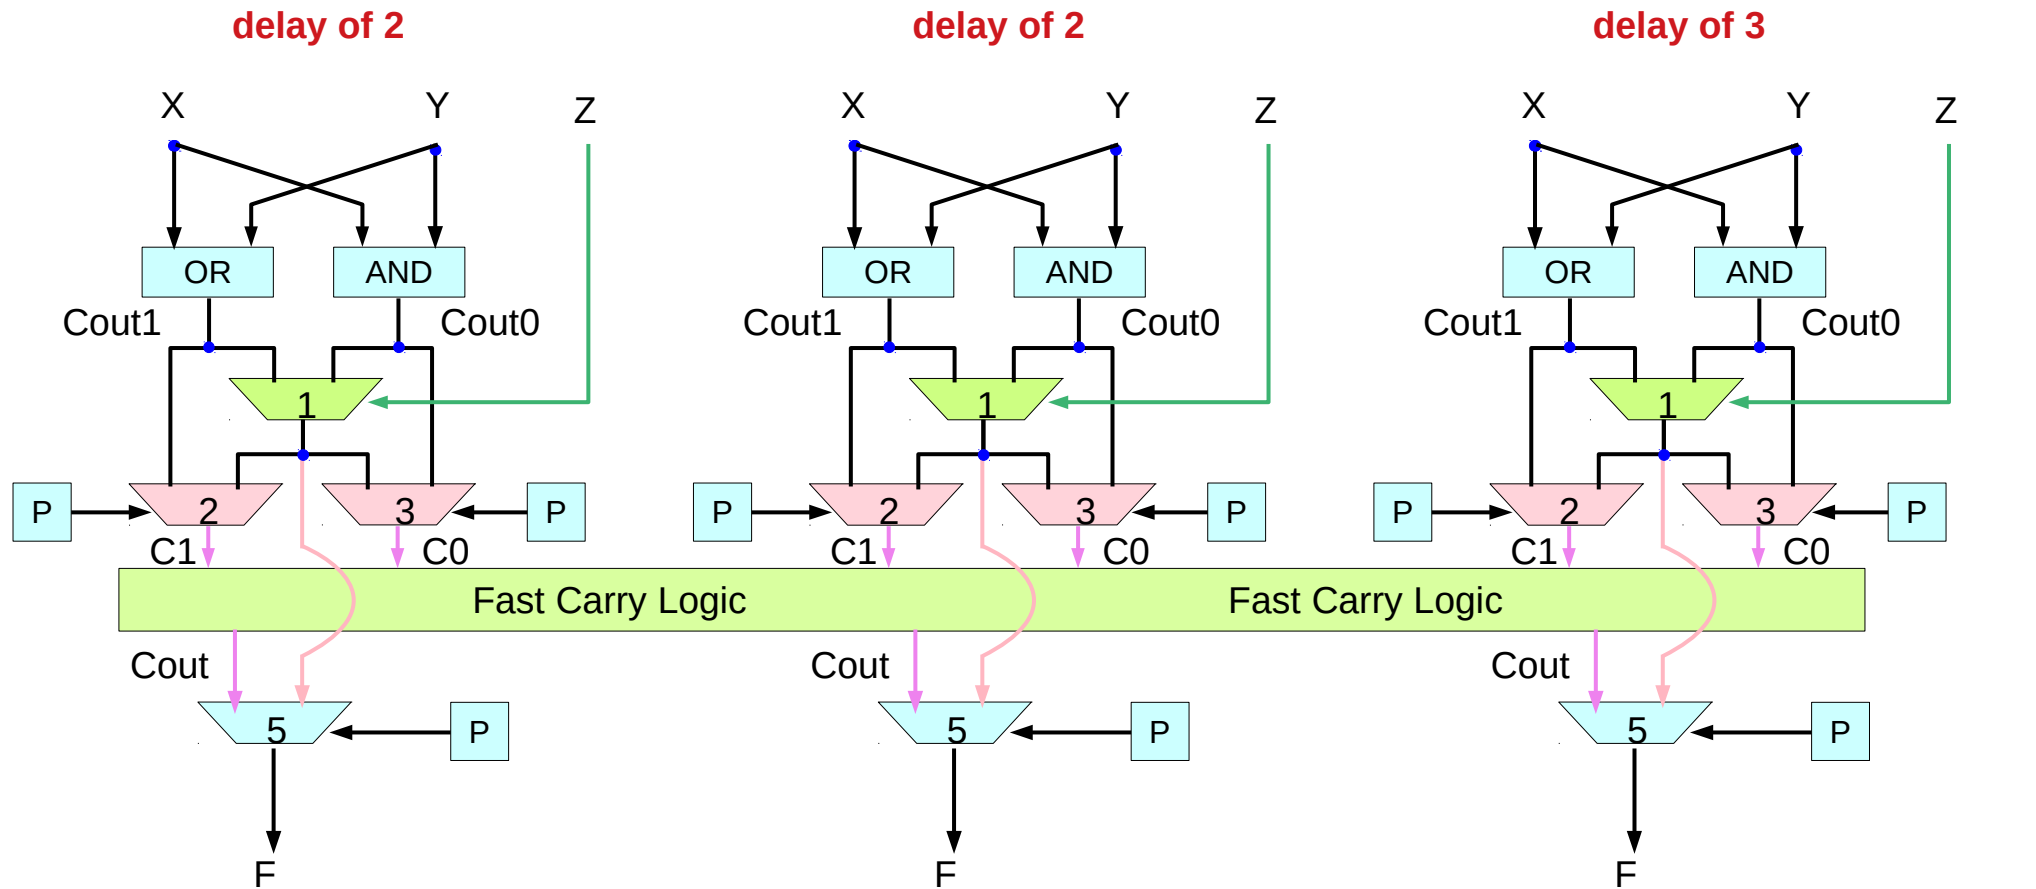 delay of 2 delay of 2 delay of 3
X Y Z X Y Z X Y Z
OR AND OR AND OR AND
Cout1 Cout0 Cout1 Cout0 Cout1 Cout0
1 1 1
P 2 3 P P 2 3 P P 2 3 P
C1 C0 C1 C0 C1 C0
Fast Carry Logic Fast Carry Logic
Cout Cout Cout
5 P 5 P 5 P
F F F